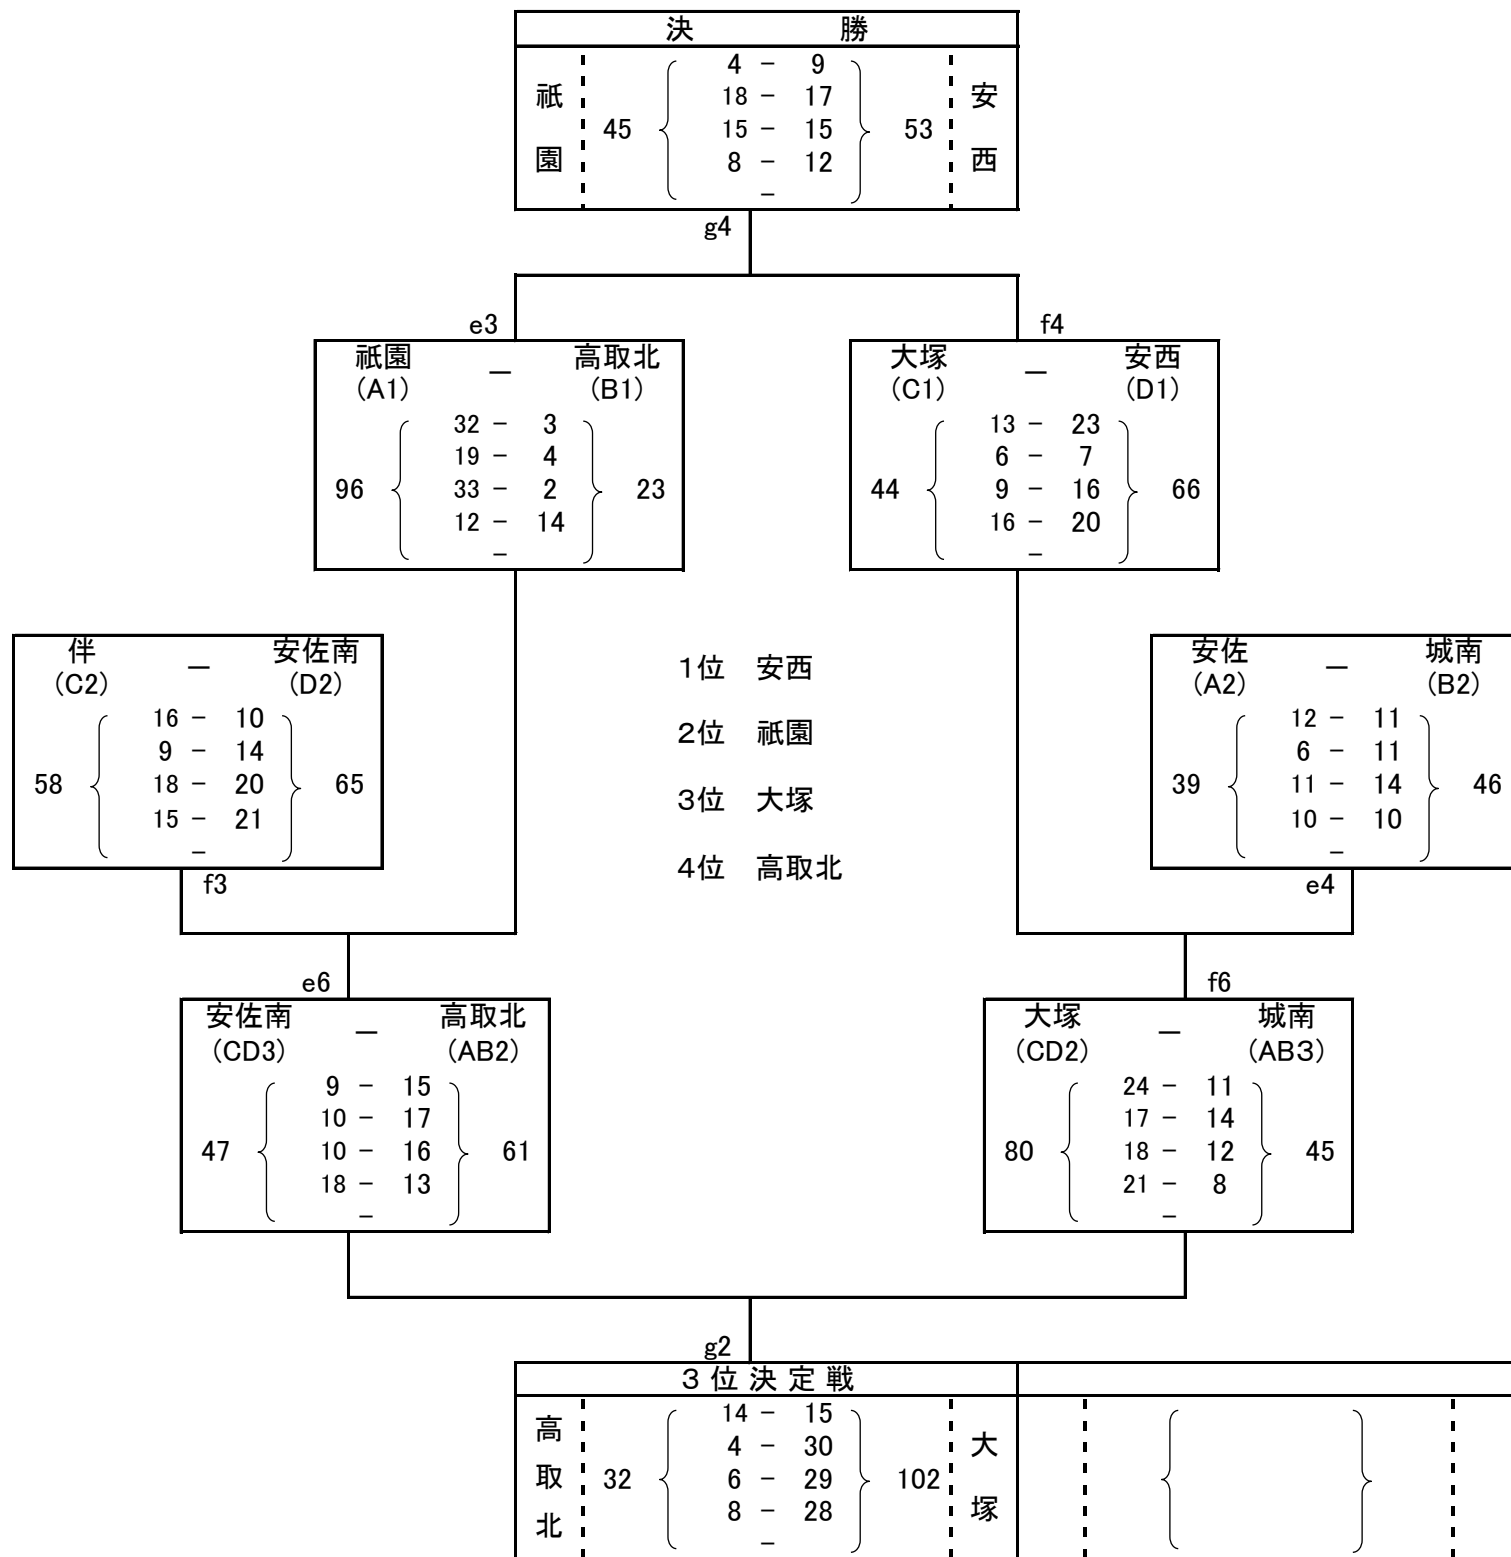 決　勝
祇園 45 4 － 9 53 安西
18 － 17
15 － 15
8 － 12
－
g4
e3
祇園 － 高取北
(A1) (B1)
32 － 3
19 － 4
96 33 － 2 23
12 － 14
－
f4
大塚 － 安西
(C1) (D1)
13 － 23
6 － 7
44 9 － 16 66
16 － 20
－
伴 － 安佐南
(C2) (D2)
16 － 10
9 － 14
58 18 － 20 65
15 － 21
－
f3
1位　安西
2位　祇園
3位　大塚
4位　高取北
安佐 － 城南
(A2) (B2)
12 － 11
6 － 11
39 11 － 14 46
10 － 10
－
e4
e6
安佐南 － 高取北
(CD3) (AB2)
9 － 15
10 － 17
47 10 － 16 61
18 － 13
－
f6
大塚 － 城南
(CD2) (AB3)
24 － 11
17 － 14
80 18 － 12 45
21 － 8
－
g2
3位決定戦
高取北 32 14 － 15 102 大塚
4 － 30
6 － 29
8 － 28
－